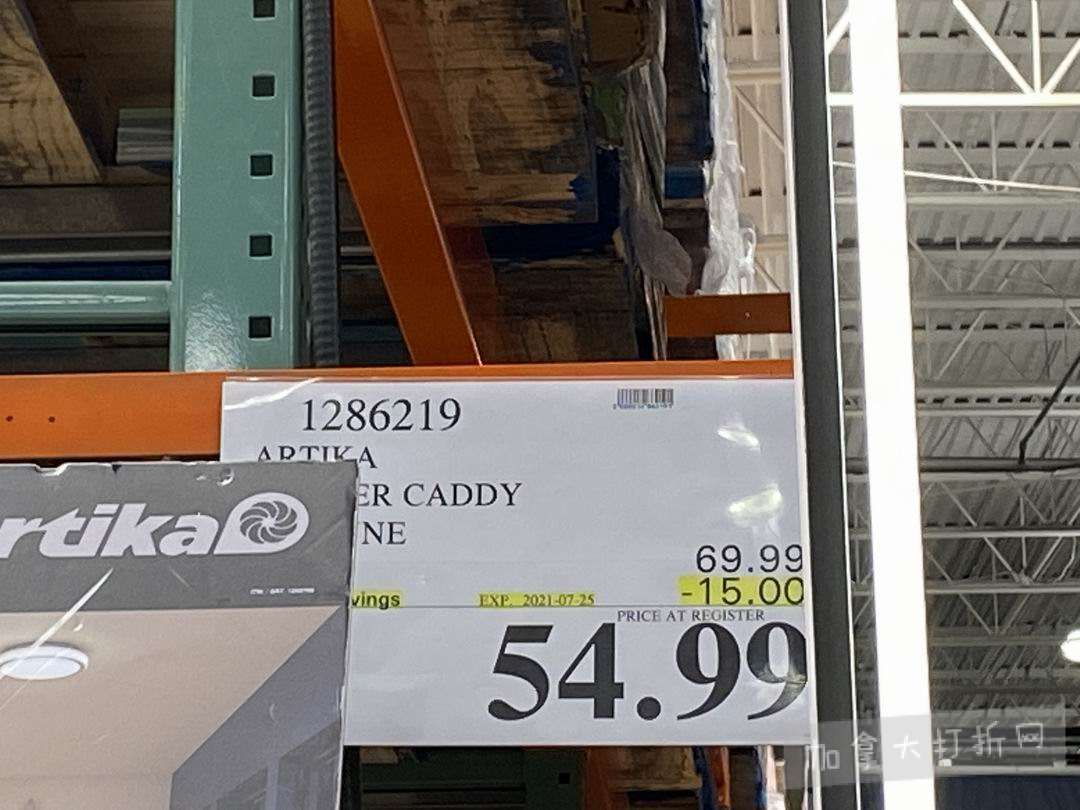 1286219
ARTIKA
ER CADDY
NE
rtika
69.99
vings EXP. 2021-07-25 -15.00
PRICE AT REGISTER
54.99
加拿大打折网